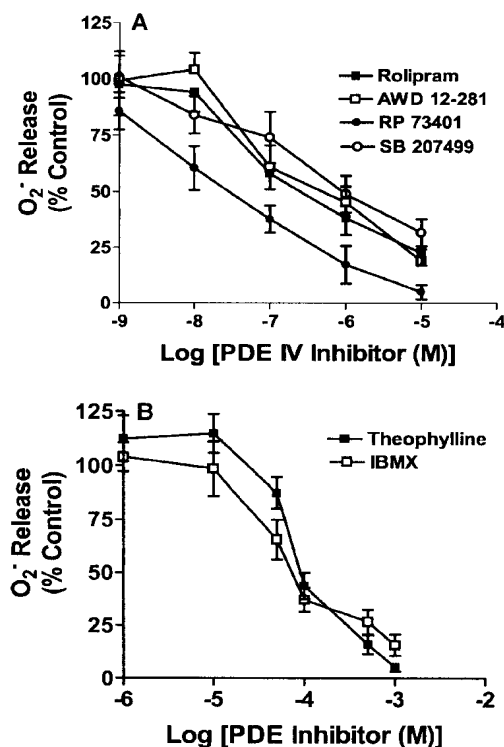 A
Rolipram
AWD 12-281
RP 73401
SB 207499
O2- Release
(% Control)
125
100
75
50
25
0
-9
-8
-7
-6
-5
-4
Log [PDE IV Inhibitor (M)]
B
Theophylline
IBMX
O2- Release
(% Control)
125
100
75
50
25
0
-6
-5
-4
-3
-2
Log [PDE Inhibitor (M)]